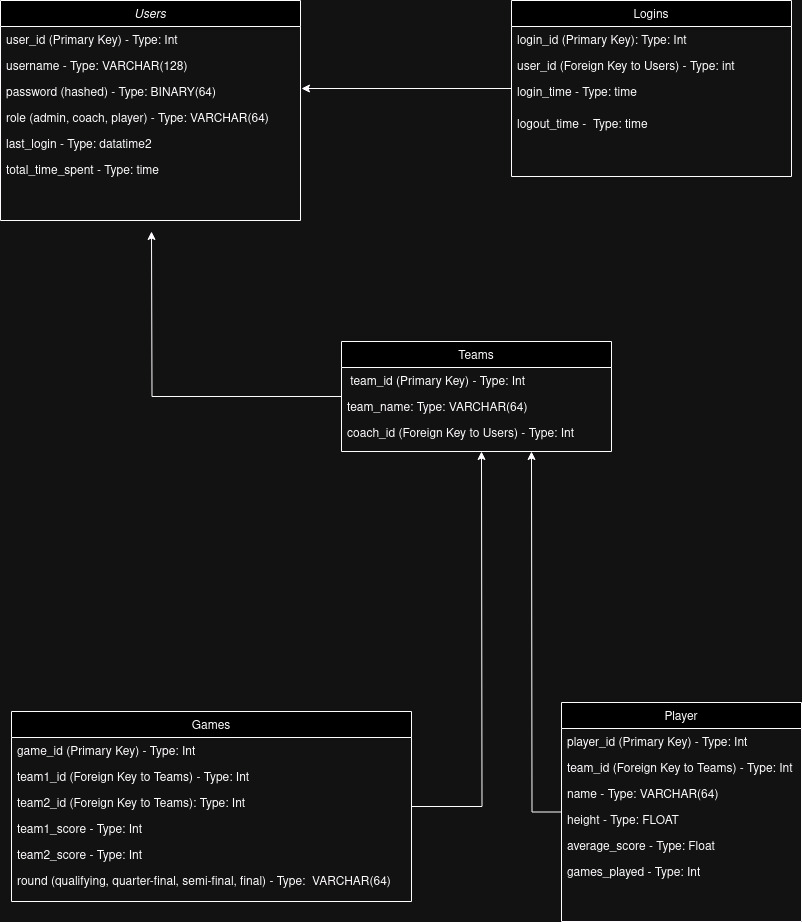 Users
user_id (Primary Key) - Type: Int
username - Type: VARCHAR(128)
password (hashed) - Type: BINARY(64)
role (admin, coach, player) - Type: VARCHAR(64)
last_login - Type: datatime2
total_time_spent - Type: time
Logins
login_id (Primary Key): Type: Int
user_id (Foreign Key to Users) - Type: int
login_time - Type: time
logout_time - Type: time
Teams
team_id (Primary Key) - Type: Int
team_name: Type: VARCHAR(64)
coach_id (Foreign Key to Users) - Type: Int
Games
game_id (Primary Key) - Type: Int
team1_id (Foreign Key to Teams) - Type: Int
team2_id (Foreign Key to Teams): Type: Int
team1_score - Type: Int
team2_score - Type: Int
round (qualifying, quarter-final, semi-final, final) - Type: VARCHAR(64)
Player
player_id (Primary Key) - Type: Int
team_id (Foreign Key to Teams) - Type: Int
name - Type: VARCHAR(64)
height - Type: FLOAT
average_score - Type: Float
games_played - Type: Int